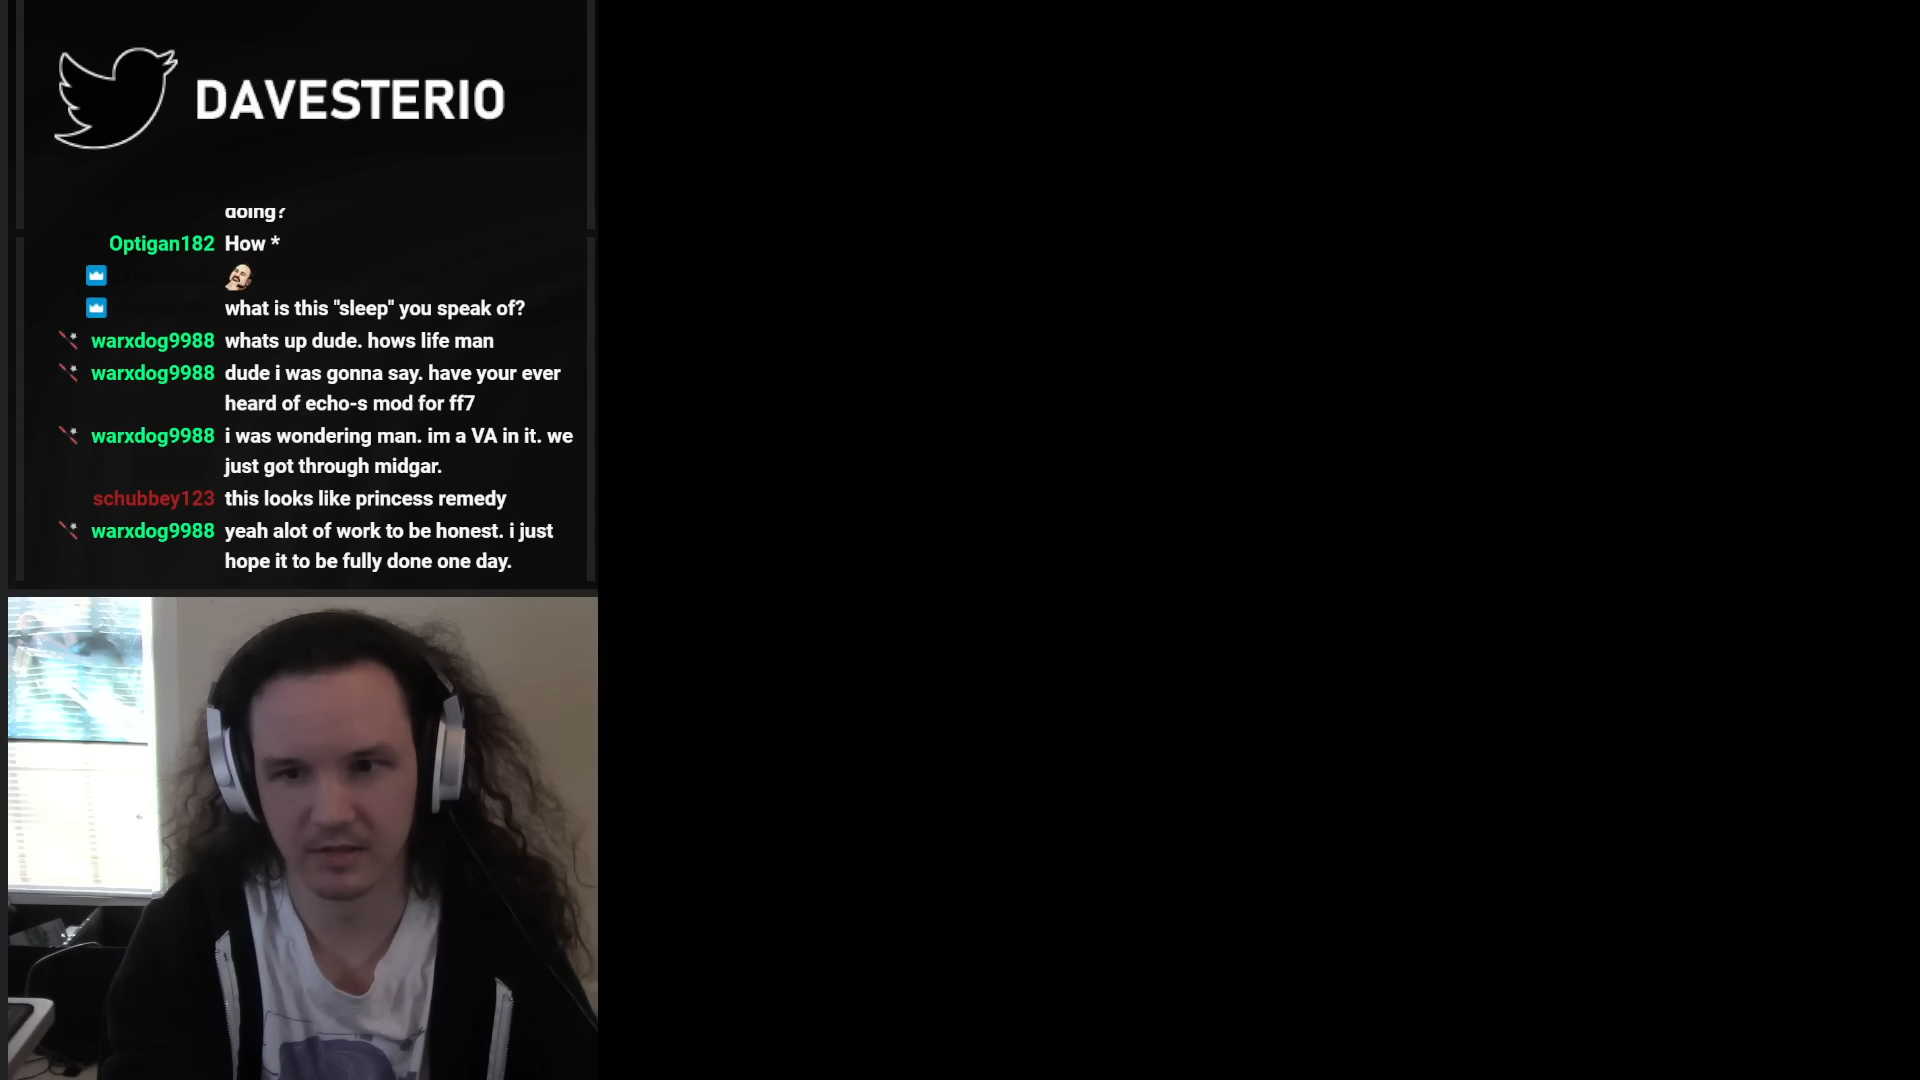 DAVESTERIO
doing?
Optigan182 How *
what is this "sleep" you speak of?
warxdog9988 whats up dude. hows life man
warxdog9988 dude i was gonna say. have your ever
heard of echo-s mod for ff7
warxdog9988 i was wondering man. im a VA in it. we
just got through midgar.
schubbey123 this looks like princess remedy
warxdog9988 yeah alot of work to be honest. i just
hope it to be fully done one day.